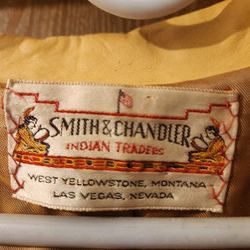 SMITH & CHANDLER
INDIAN TRADERS
WEST YELLOWSTONE, MONTANA
LAS VEGAS, NEVADA